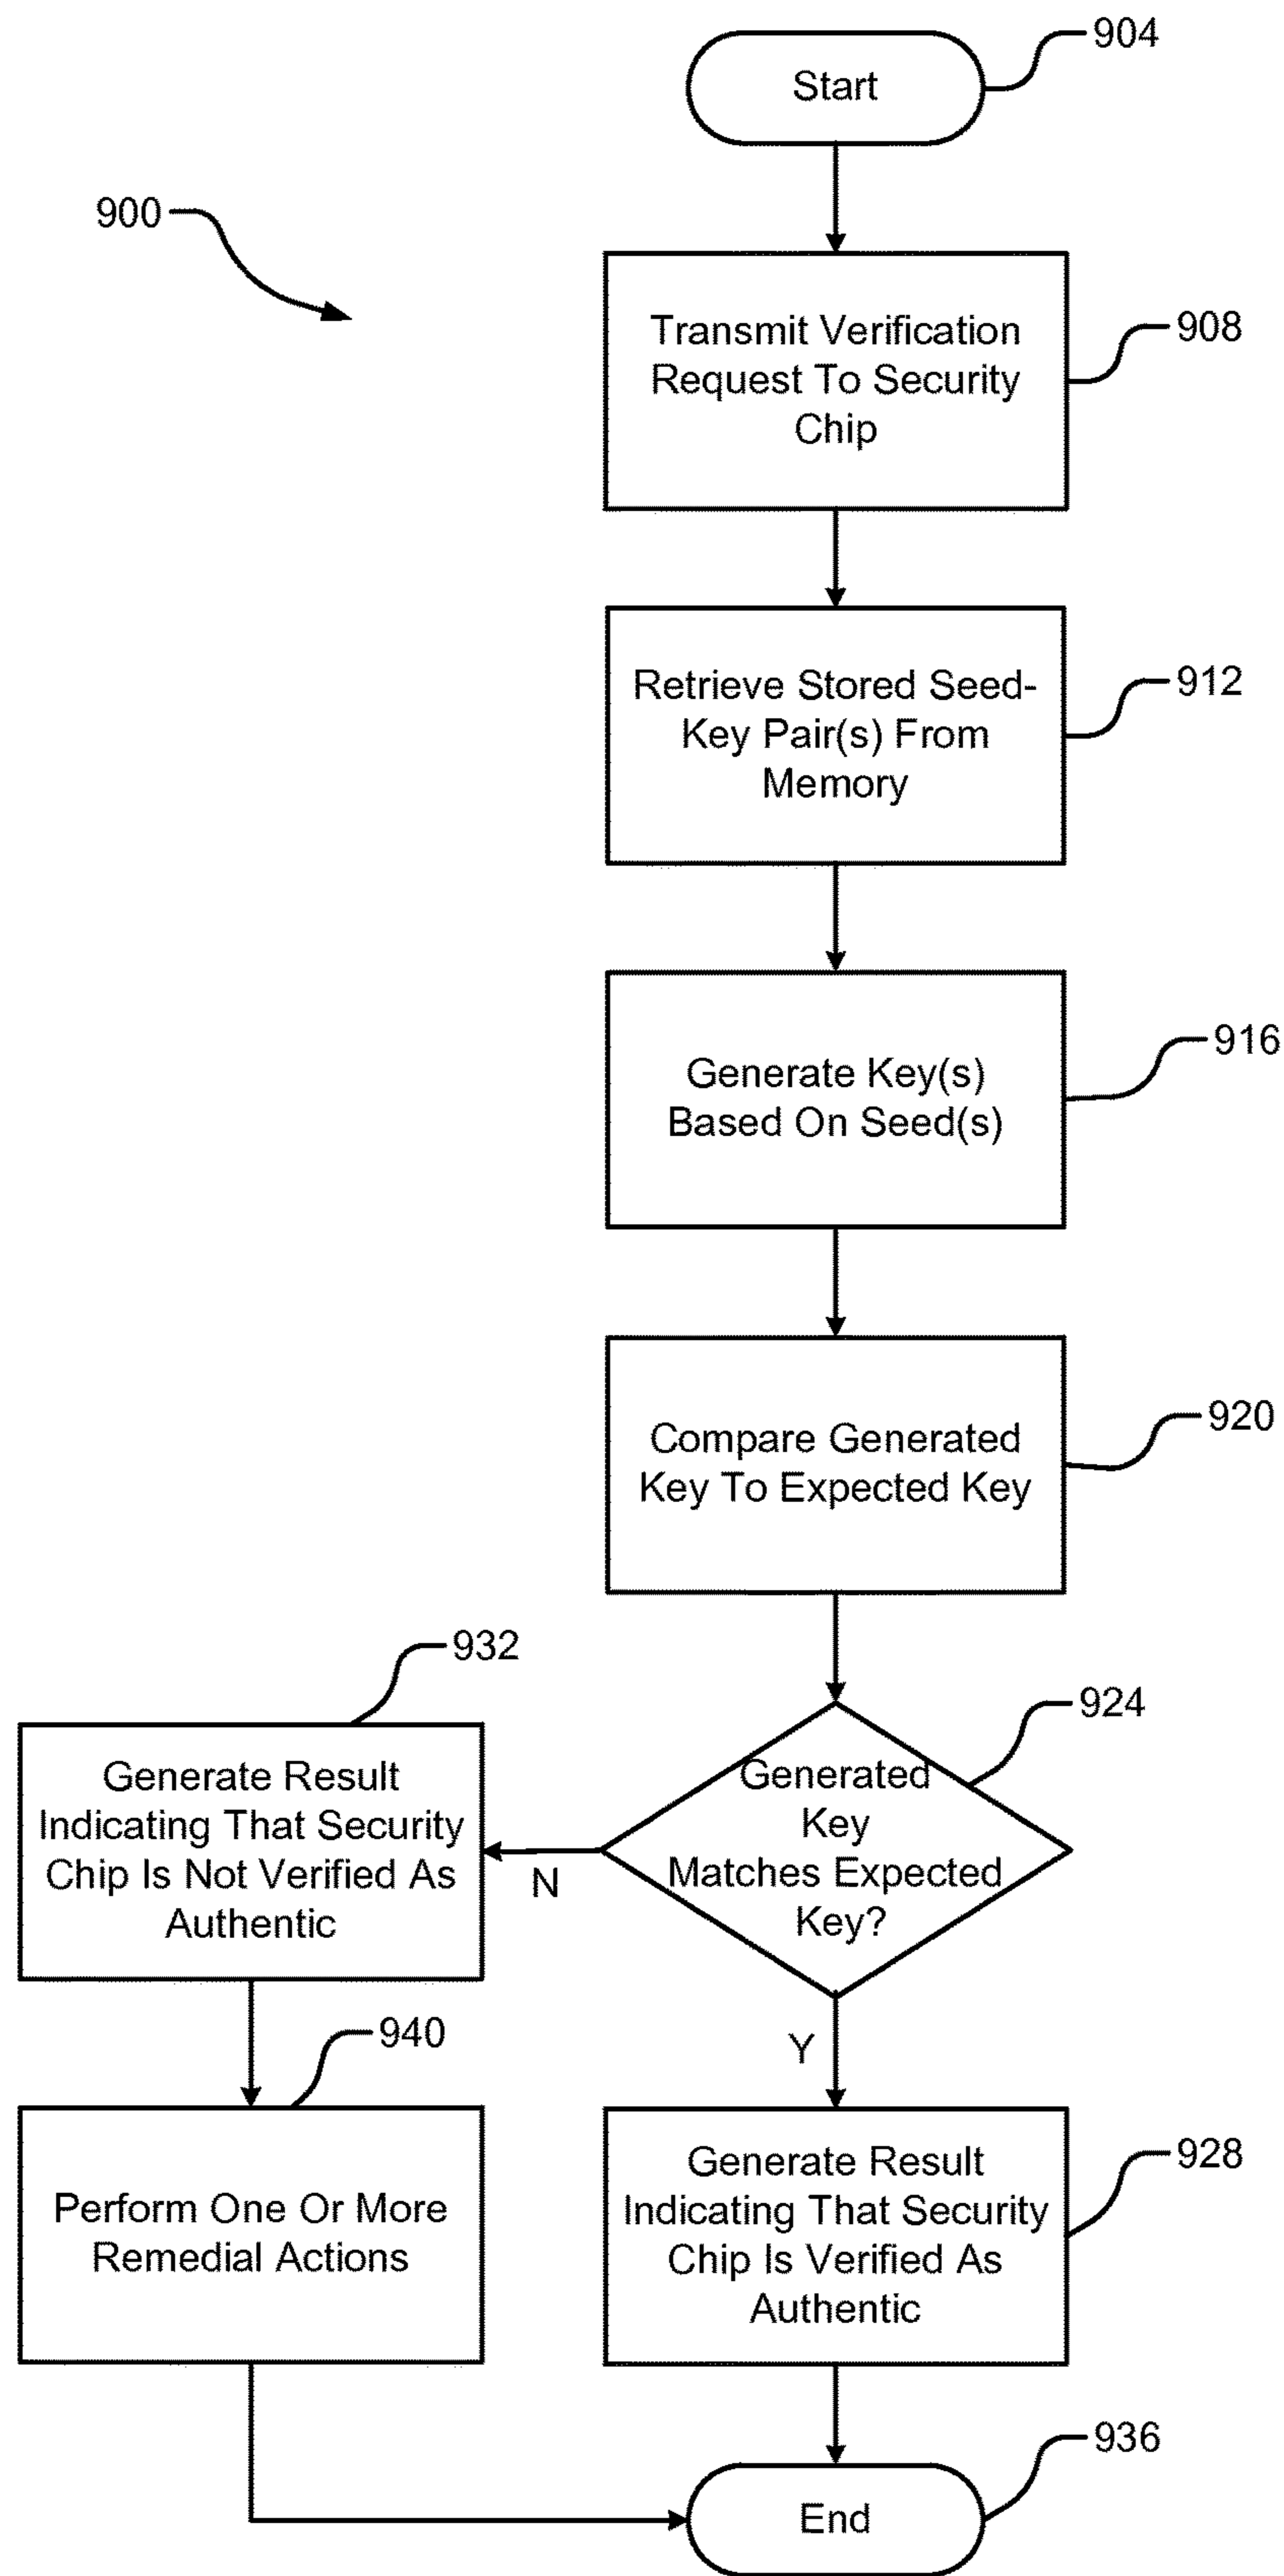 904
Start
900
908
Transmit Verification
Request To Security
Chip
912
Retrieve Stored Seed-
Key Pair(s) From
Memory
916
Generate Key(s)
Based On Seed(s)
920
Compare Generated
Key To Expected Key
932
924
Generated
Key
Matches Expected
Key?
Generate Result
Indicating That Security
Chip Is Not Verified As
Authentic
N
Y
940
Perform One Or More
Remedial Actions
928
Generate Result
Indicating That Security
Chip Is Verified As
Authentic
936
End